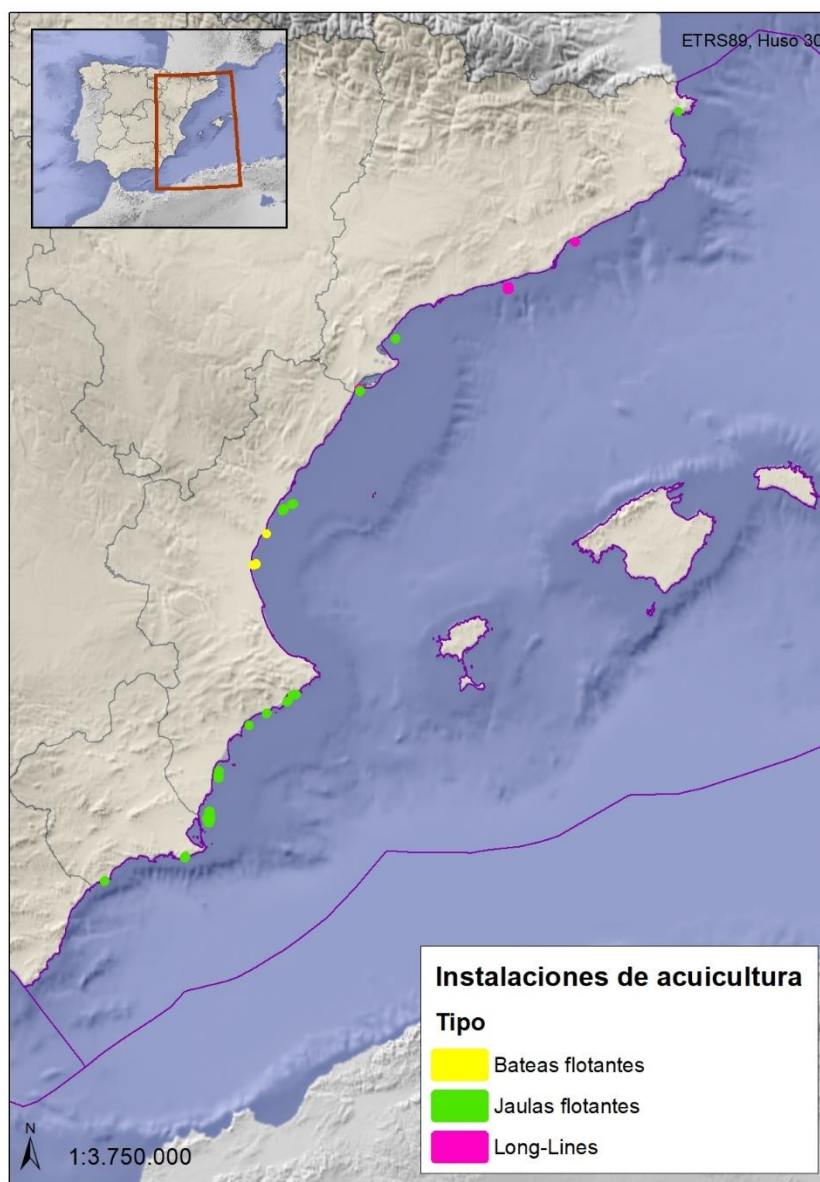 ETRS89, Huso 30
Instalaciones de acuicultura
Tipo
Bateas flotantes
Jaulas flotantes
Long-Lines
N
1:3.750.000